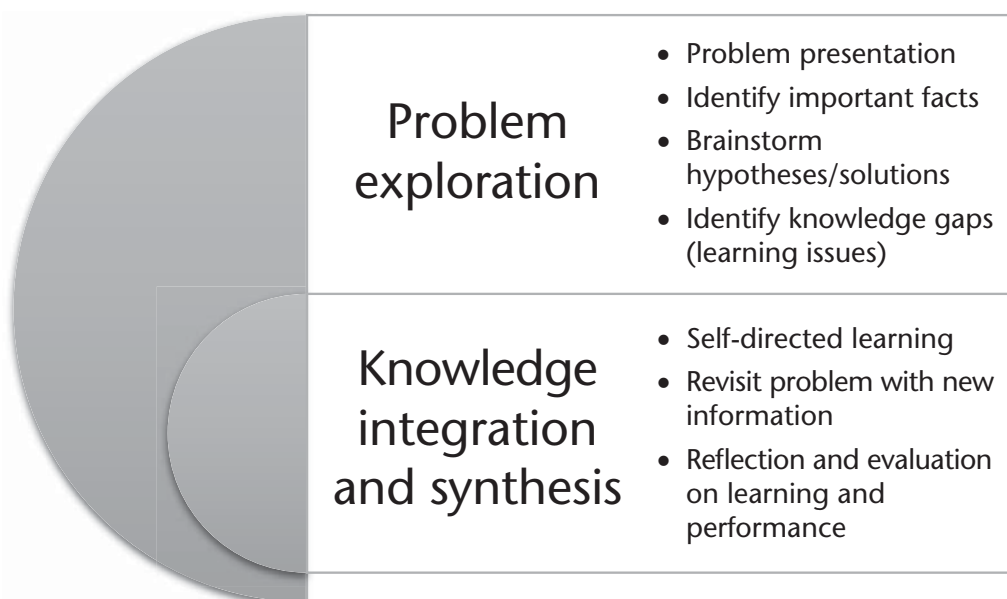 Problem
exploration
• Problem presentation
• Identify important facts
• Brainstorm
hypotheses/solutions
• Identify knowledge gaps
(learning issues)
Knowledge
integration
and synthesis
• Self-directed learning
• Revisit problem with new
information
• Reflection and evaluation
on learning and
performance